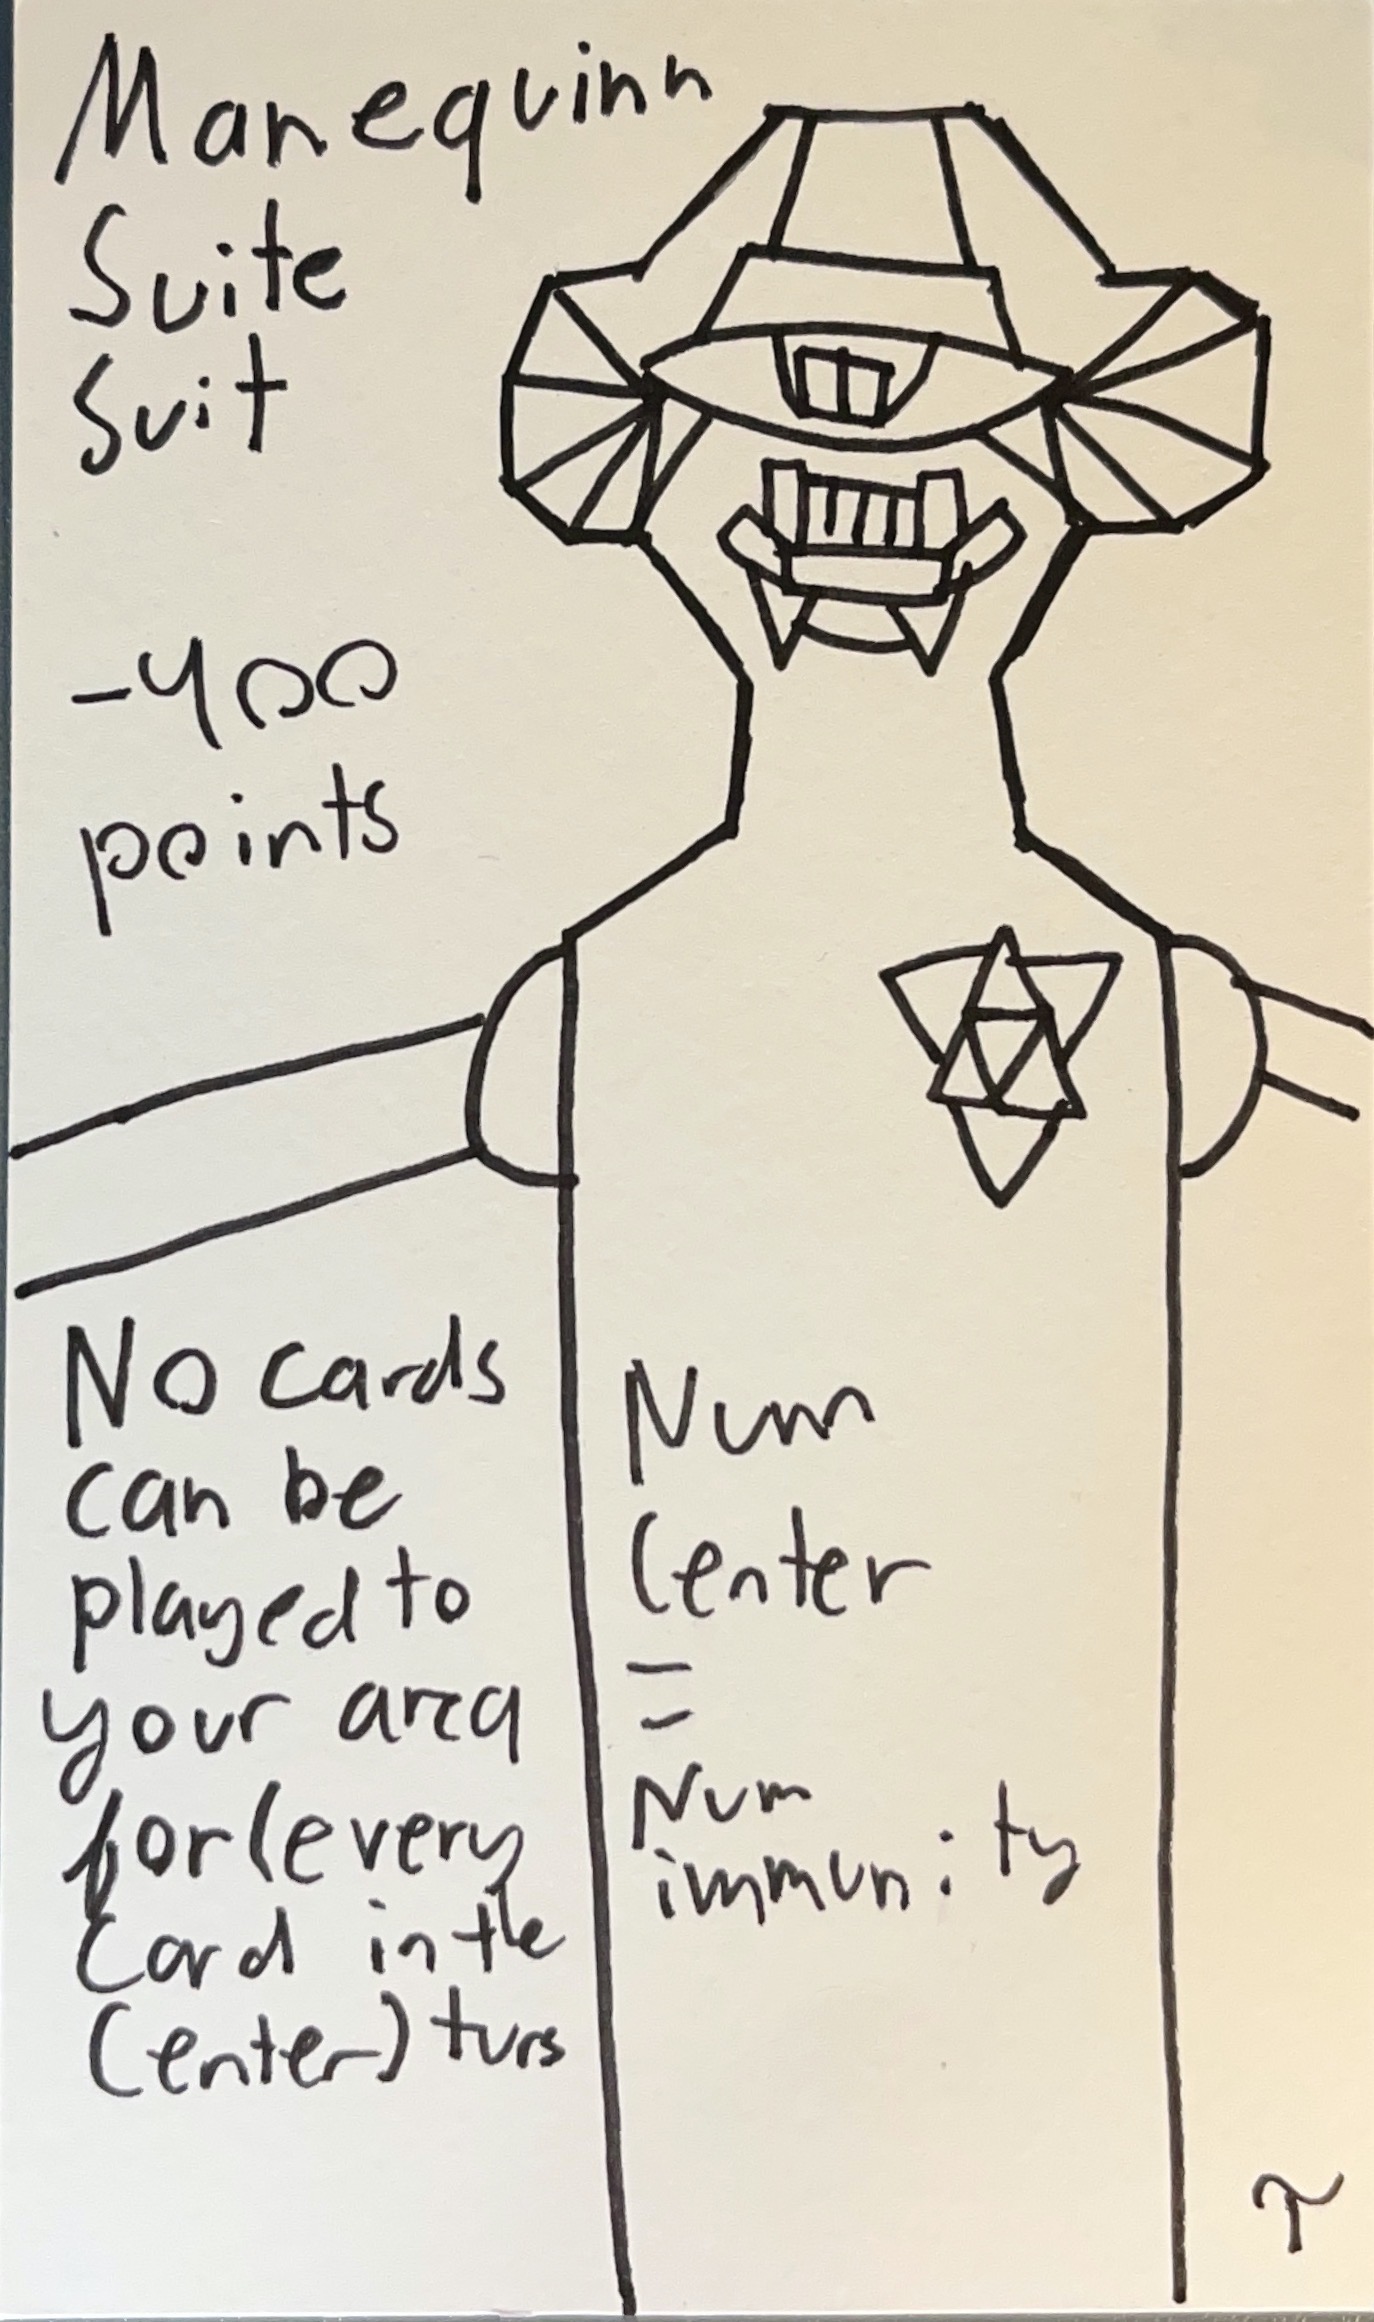 Manequinn
Suite
Suit
-400
points
No cards
can be
played to
your area
for(every
card in the
center) turs
Num
Center
=
Num
immunity